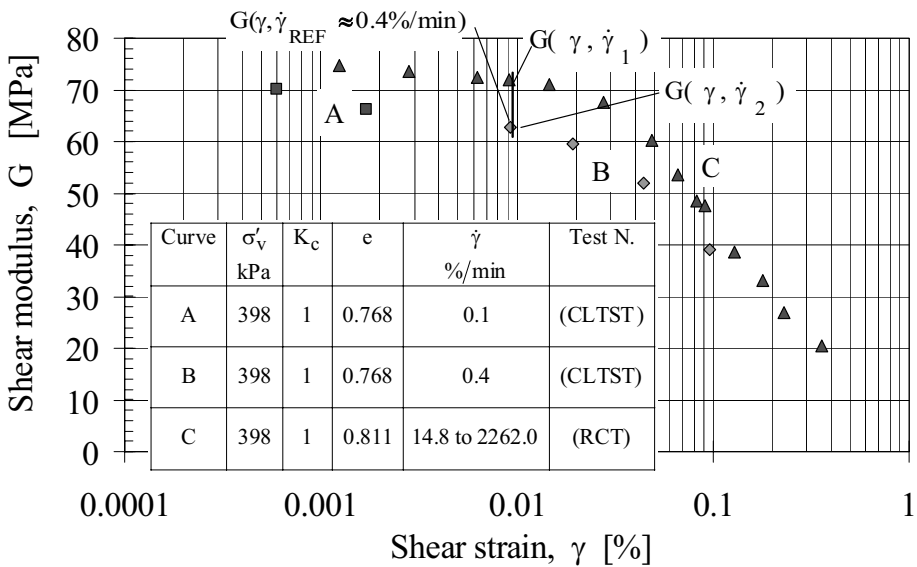 G(γ,γ̇REF ≈0.4%/min)
G( γ, γ̇1)
G( γ, γ̇2)
Shear modulus, G [MPa]
80
70
60
50
40
30
20
10
0
A
B
C
Curve σ′v kPa Kc e γ̇ %/min Test N.
A 398 1 0.768 0.1 (CLTST)
B 398 1 0.768 0.4 (CLTST)
C 398 1 0.811 14.8 to 2262.0 (RCT)
0.0001 0.001 0.01 0.1 1
Shear strain, γ [%]